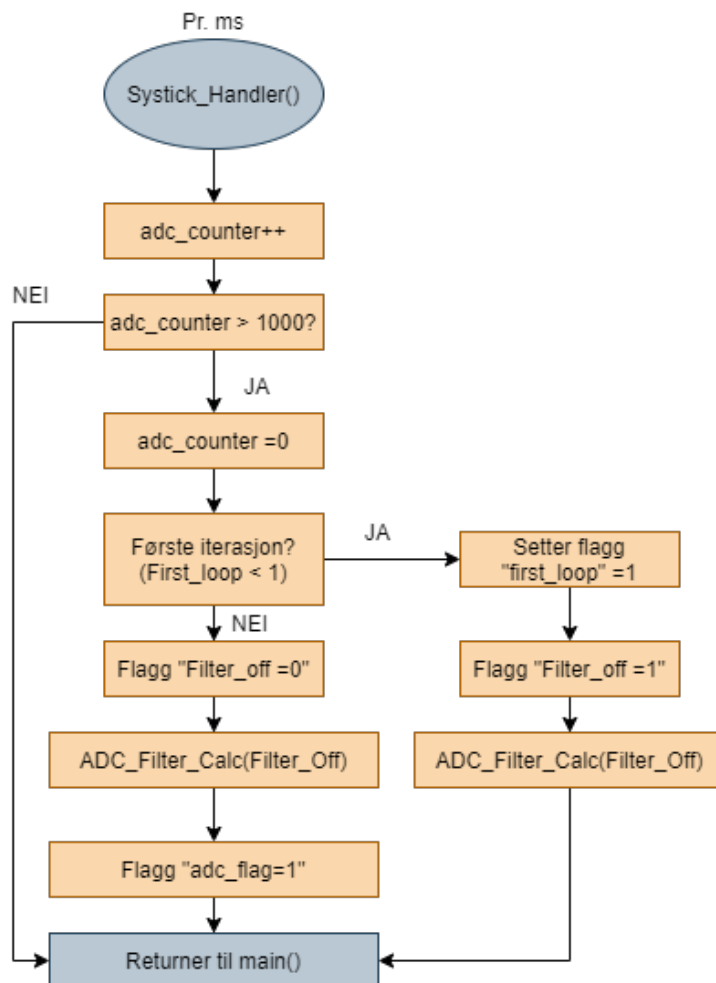 Pr. ms
Systick_Handler()
adc_counter++
NEI
adc_counter > 1000?
JA
adc_counter =0
Første iterasjon?
(First_loop < 1)
JA
Setter flagg
"first_loop" =1
NEI
Flagg "Filter_off =0"
Flagg "Filter_off =1"
ADC_Filter_Calc(Filter_Off)
ADC_Filter_Calc(Filter_Off)
Flagg "adc_flag=1"
Returner til main()